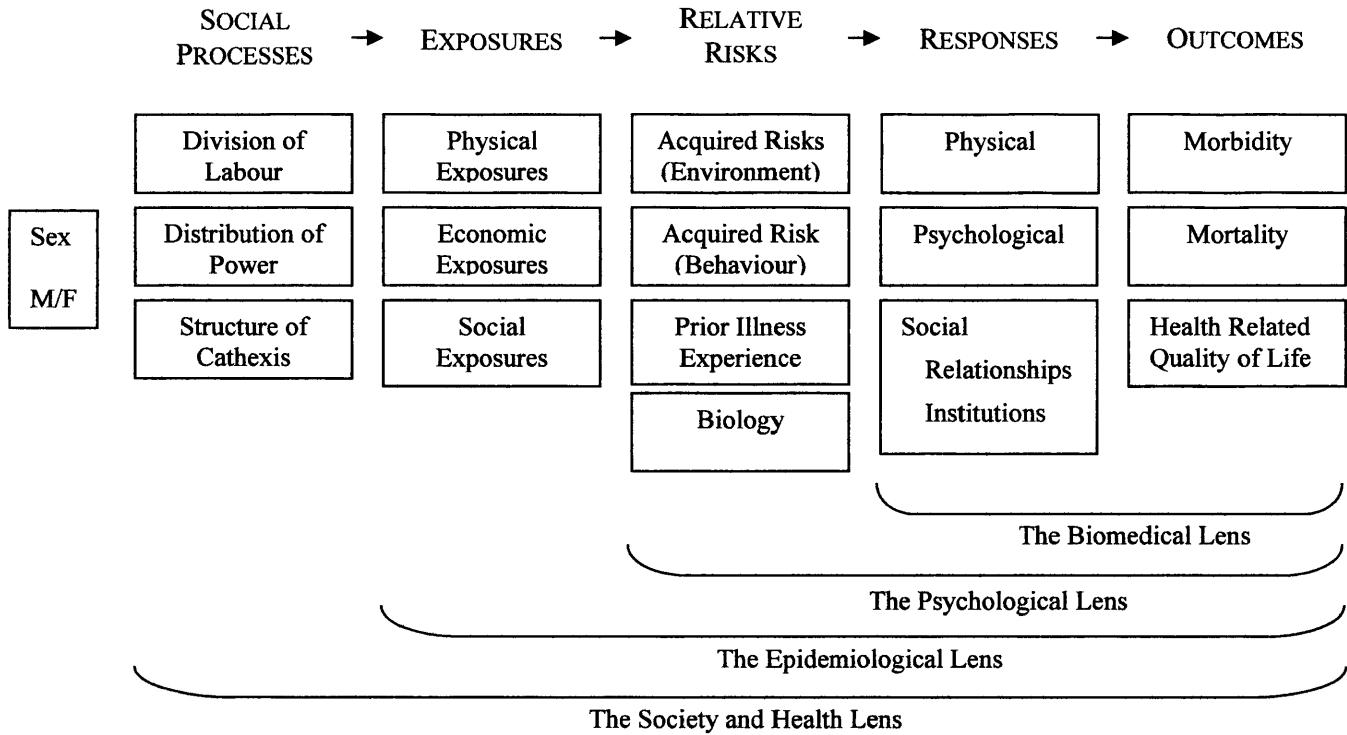 SOCIAL
PROCESSES
→ EXPOSURES →
RELATIVE
RISKS
→ RESPONSES → OUTCOMES
Sex
M/F
Division of
Labour
Distribution of
Power
Structure of
Cathexis
Physical
Exposures
Economic
Exposures
Social
Exposures
Acquired Risks
(Environment)
Acquired Risk
(Behaviour)
Prior Illness
Experience
Biology
Physical
Psychological
Social
Relationships
Institutions
Morbidity
Mortality
Health Related
Quality of Life
The Biomedical Lens
The Psychological Lens
The Epidemiological Lens
The Society and Health Lens